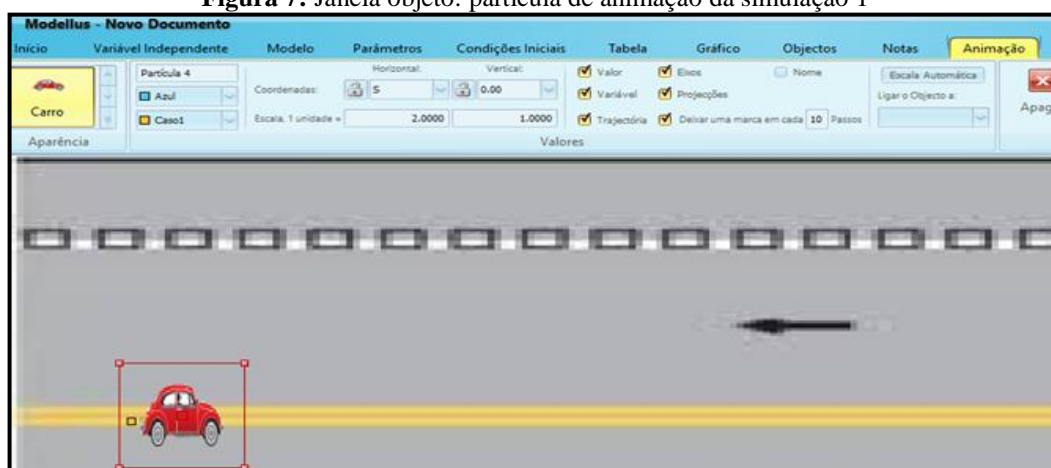 Figura 7: Janela objeto: partícula de animação da simulação 1
Modellus - Novo Documento
Início Variável Independente Modelo Parâmetros Condições Iniciais Tabela Gráfico Objectos Notas Animação
Partícula 4 Horizontal: Vertical: Valor Eixos Nome Escala Automática
Azul Coordenadas: S 0.00 Variável Projecções Ligar o Objecto a:
Carro Caso1 Escala. 1 unidade = 2.0000 1.0000 Trajectória Deixar uma marca em cada 10 Passos Apag
Aparência Valores